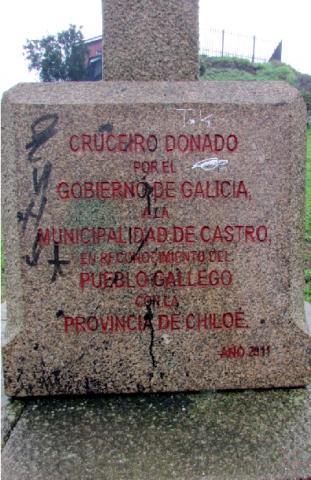 CRUCEIRO DONADO
POR EL
GOBIERNO DE GALICIA,
A LA
MUNICIPALIDAD DE CASTRO,
EN RECONOCIMIENTO DEL
PUEBLO GALLEGO
CON LA
PROVINCIA DE CHILOÉ.
AÑO 2011